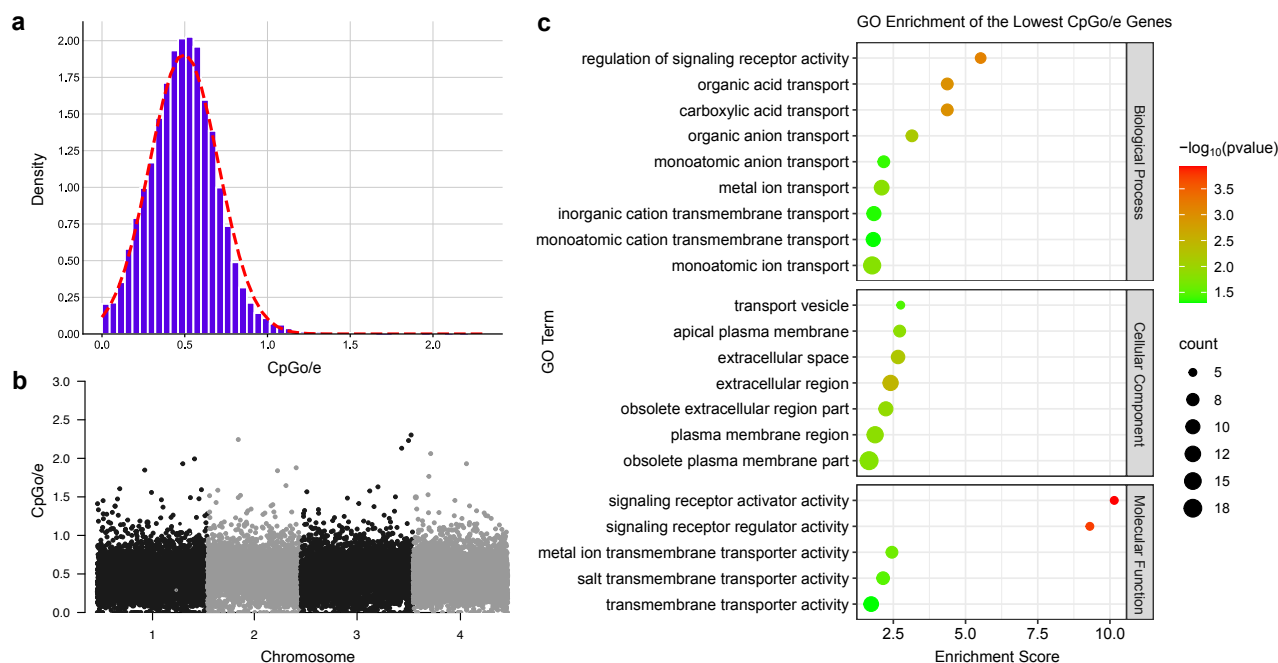 a
2.00
1.75
1.50
1.25
1.00
0.75
0.50
0.25
0.00
Density
0.0
0.5
1.0
1.5
2.0
CpGo/e
b
3.0
2.5
2.0
1.5
1.0
0.5
0.0
CpGo/e
1
2
3
4
Chromosome
c
GO Enrichment of the Lowest CpGo/e Genes
GO Term
regulation of signaling receptor activity
organic acid transport
carboxylic acid transport
organic anion transport
monoatomic anion transport
metal ion transport
inorganic cation transmembrane transport
monoatomic cation transmembrane transport
monoatomic ion transport
Biological Process
transport vesicle
apical plasma membrane
extracellular space
extracellular region
obsolete extracellular region part
plasma membrane region
obsolete plasma membrane part
Cellular Component
signaling receptor activator activity
signaling receptor regulator activity
metal ion transmembrane transporter activity
salt transmembrane transporter activity
transmembrane transporter activity
Molecular Function
2.5
5.0
7.5
10.0
Enrichment Score
−log₁₀(pvalue)
3.5
3.0
2.5
2.0
1.5
count
5
8
10
12
15
18